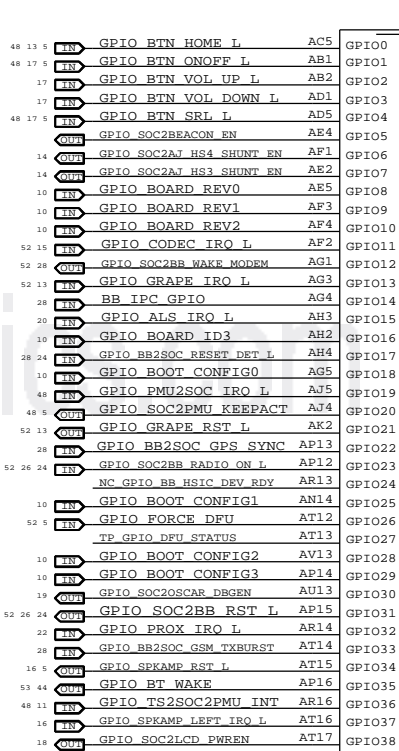 48 13 5 IN GPIO_BTN_HOME_L AC5 GPIO0
48 17 5 IN GPIO_BTN_ONOFF_L AB1 GPIO1
17 IN GPIO_BTN_VOL_UP_L AB2 GPIO2
17 IN GPIO_BTN_VOL_DOWN_L AD1 GPIO3
48 17 5 IN GPIO_BTN_SRL_L AD5 GPIO4
OUT GPIO_SOC2BEACON_EN AE4 GPIO5
14 OUT GPIO_SOC2AJ_HS4_SHUNT_EN AF1 GPIO6
14 OUT GPIO_SOC2AJ_HS3_SHUNT_EN AE2 GPIO7
10 IN GPIO_BOARD_REV0 AE5 GPIO8
10 IN GPIO_BOARD_REV1 AF3 GPIO9
10 IN GPIO_BOARD_REV2 AF4 GPIO10
52 15 IN GPIO_CODEC_IRQ_L AF2 GPIO11
52 28 OUT GPIO_SOC2BB_WAKE_MODEM AG1 GPIO12
52 13 IN GPIO_GRAPE_IRQ_L AG3 GPIO13
28 IN BB_IPC_GPIO AG4 GPIO14
20 IN GPIO_ALS_IRQ_L AH3 GPIO15
10 IN GPIO_BOARD_ID3 AH2 GPIO16
28 24 IN GPIO_BB2SOC_RESET_DET_L AH4 GPIO17
10 IN GPIO_BOOT_CONFIG0 AG5 GPIO18
48 IN GPIO_PMU2SOC_IRQ_L AJ5 GPIO19
48 5 OUT GPIO_SOC2PMU_KEEPACT AJ4 GPIO20
52 13 OUT GPIO_GRAPE_RST_L AK2 GPIO21
28 IN GPIO_BB2SOC_GPS_SYNC AP13 GPIO22
52 26 24 IN GPIO_SOC2BB_RADIO_ON_L AP12 GPIO23
NC_GPIO_BB_HSIC_DEV_RDY AR13 GPIO24
10 IN GPIO_BOOT_CONFIG1 AN14 GPIO25
52 5 IN GPIO_FORCE_DFU AT12 GPIO26
TP_GPIO_DFU_STATUS AT13 GPIO27
10 IN GPIO_BOOT_CONFIG2 AV13 GPIO28
10 IN GPIO_BOOT_CONFIG3 AP14 GPIO29
19 OUT GPIO_SOC2OSCAR_DBGEN AU13 GPIO30
52 26 24 OUT GPIO_SOC2BB_RST_L AP15 GPIO31
22 IN GPIO_PROX_IRQ_L AR14 GPIO32
28 IN GPIO_BB2SOC_GSM_TXBURST AT14 GPIO33
16 5 OUT GPIO_SPKAMP_RST_L AT15 GPIO34
53 44 OUT GPIO_BT_WAKE AP16 GPIO35
48 11 IN GPIO_TS2SOC2PMU_INT AR16 GPIO36
16 IN GPIO_SPKAMP_LEFT_IRQ_L AT16 GPIO37
18 OUT GPIO_SOC2LCD_PWREN AT17 GPIO38